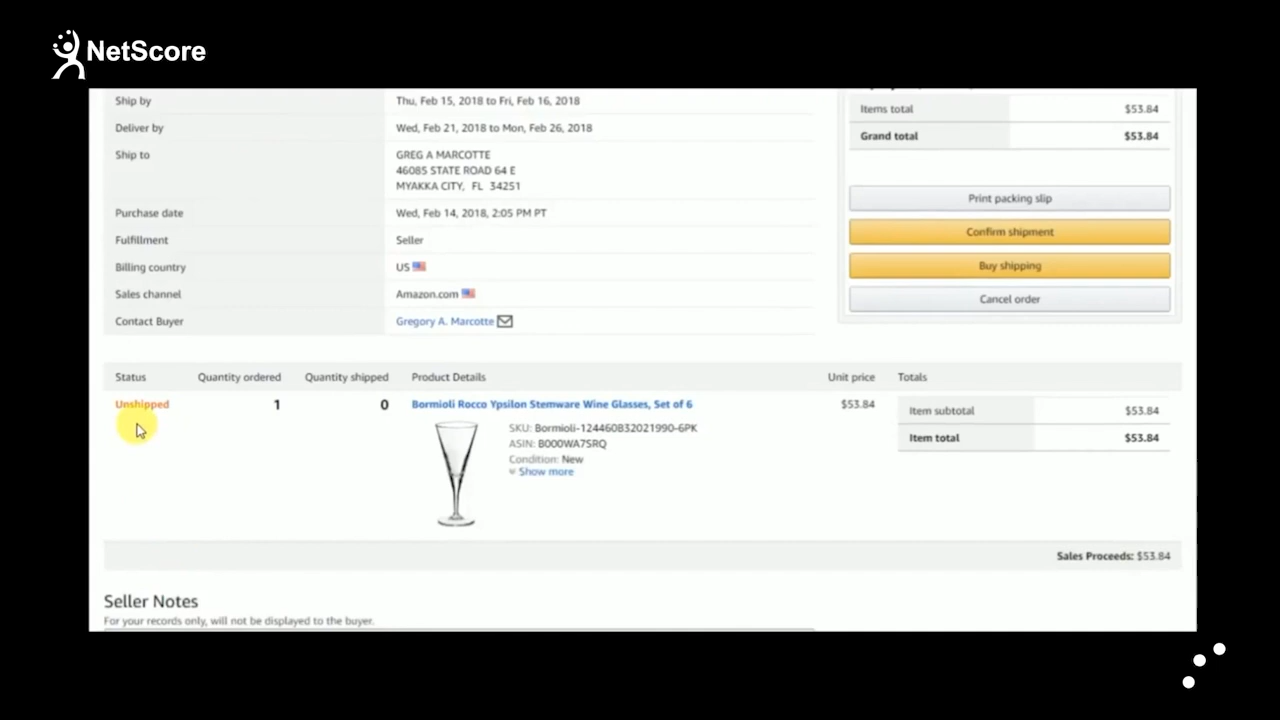 NetScore
Ship by Thu, Feb 15, 2018 to Fri, Feb 16, 2018
Deliver by Wed, Feb 21, 2018 to Mon, Feb 26, 2018
Ship to GREG A MARCOTTE
46085 STATE ROAD 64 E
MYAKKA CITY, FL 34251
Purchase date Wed, Feb 14, 2018, 2:05 PM PT
Fulfillment Seller
Billing country US
Sales channel Amazon.com
Contact Buyer Gregory A. Marcotte
Items total $53.84
Grand total $53.84
Print packing slip
Confirm shipment
Buy shipping
Cancel order
Status Quantity ordered Quantity shipped Product Details Unit price Totals
Unshipped 1 0 Bormioli Rocco Ypsilon Stemware Wine Glasses, Set of 6 $53.84
SKU: Bormioli-124460B32021990-6PK
ASIN: B000WA7SRQ
Condition: New
Show more
Item subtotal $53.84
Item total $53.84
Sales Proceeds: $53.84
Seller Notes
For your records only, will not be displayed to the buyer.